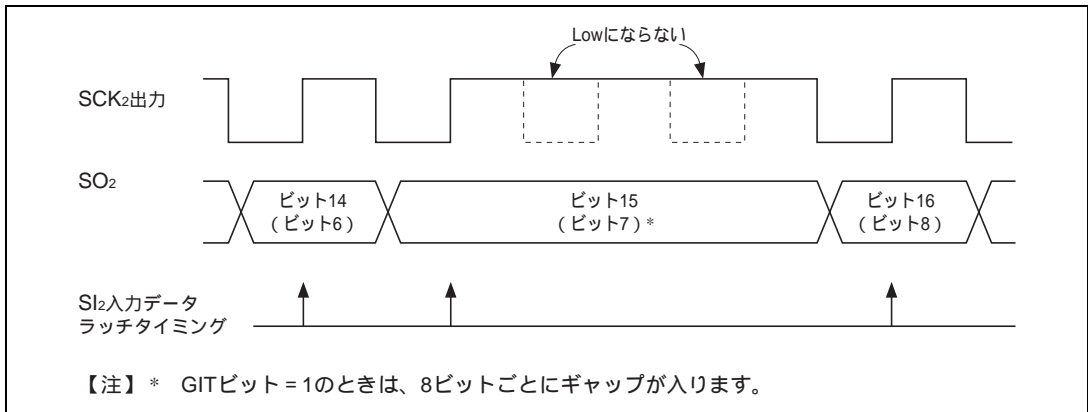 Lowにならない
SCK2出力
SO2
ビット14
（ビット6）
ビット15
（ビット7）*
ビット16
（ビット8）
SI2入力データ
ラッチタイミング
【注】* GITビット = 1のときは、8ビットごとにギャップが入ります。